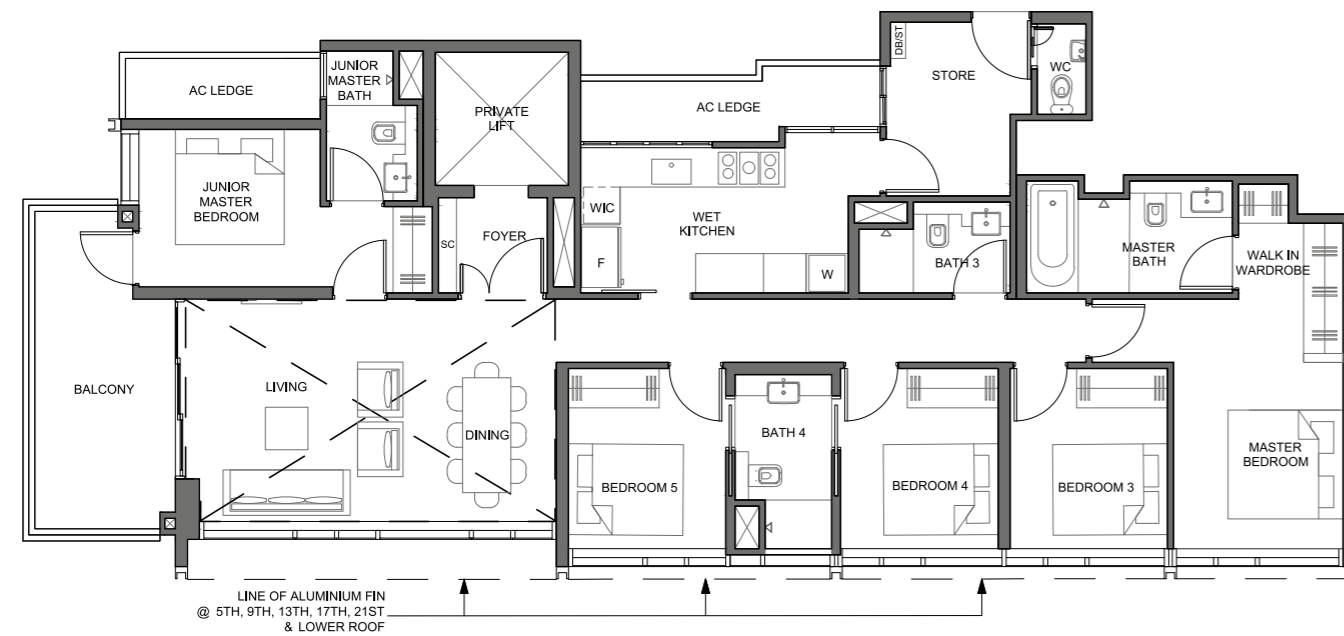 DB/ST
STORE
WC
JUNIOR
MASTER
BATH
AC LEDGE
PRIVATE
LIFT
AC LEDGE
JUNIOR
MASTER
BEDROOM
WIC
WET
KITCHEN
SC
FOYER
F
W
BATH 3
MASTER
BATH
WALK IN
WARDROBE
BALCONY
LIVING
DINING
BEDROOM 5
BATH 4
BEDROOM 4
BEDROOM 3
MASTER
BEDROOM
LINE OF ALUMINIUM FIN
@ 5TH, 9TH, 13TH, 17TH, 21ST
& LOWER ROOF